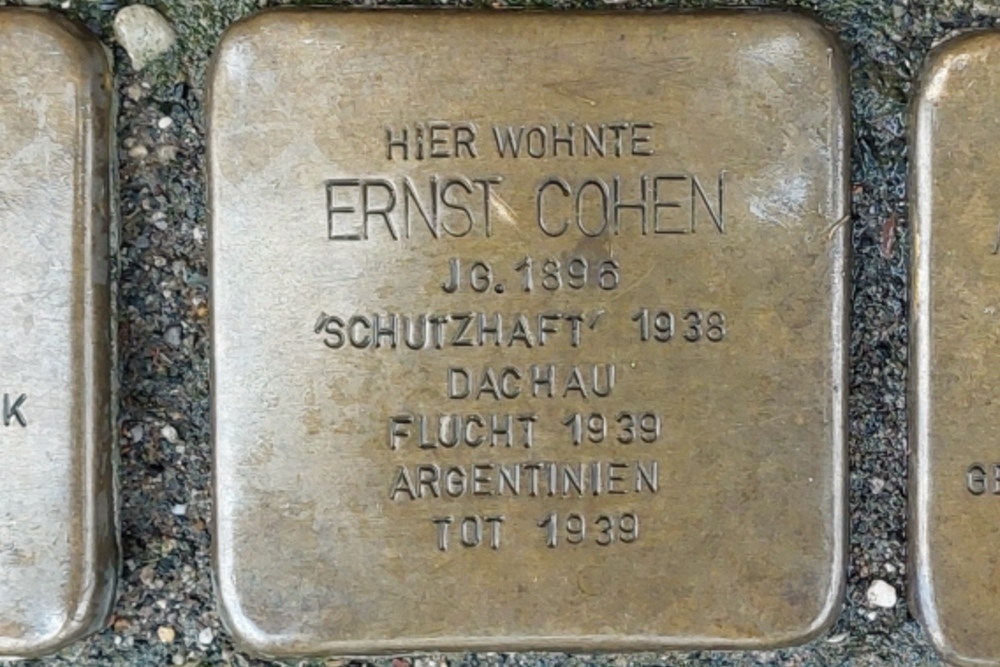 HIER WOHNTE
ERNST COHEN
JG. 1896
'SCHUTZHAFT' 1938
DACHAU
FLUCHT 1939
ARGENTINIEN
TOT 1939
K